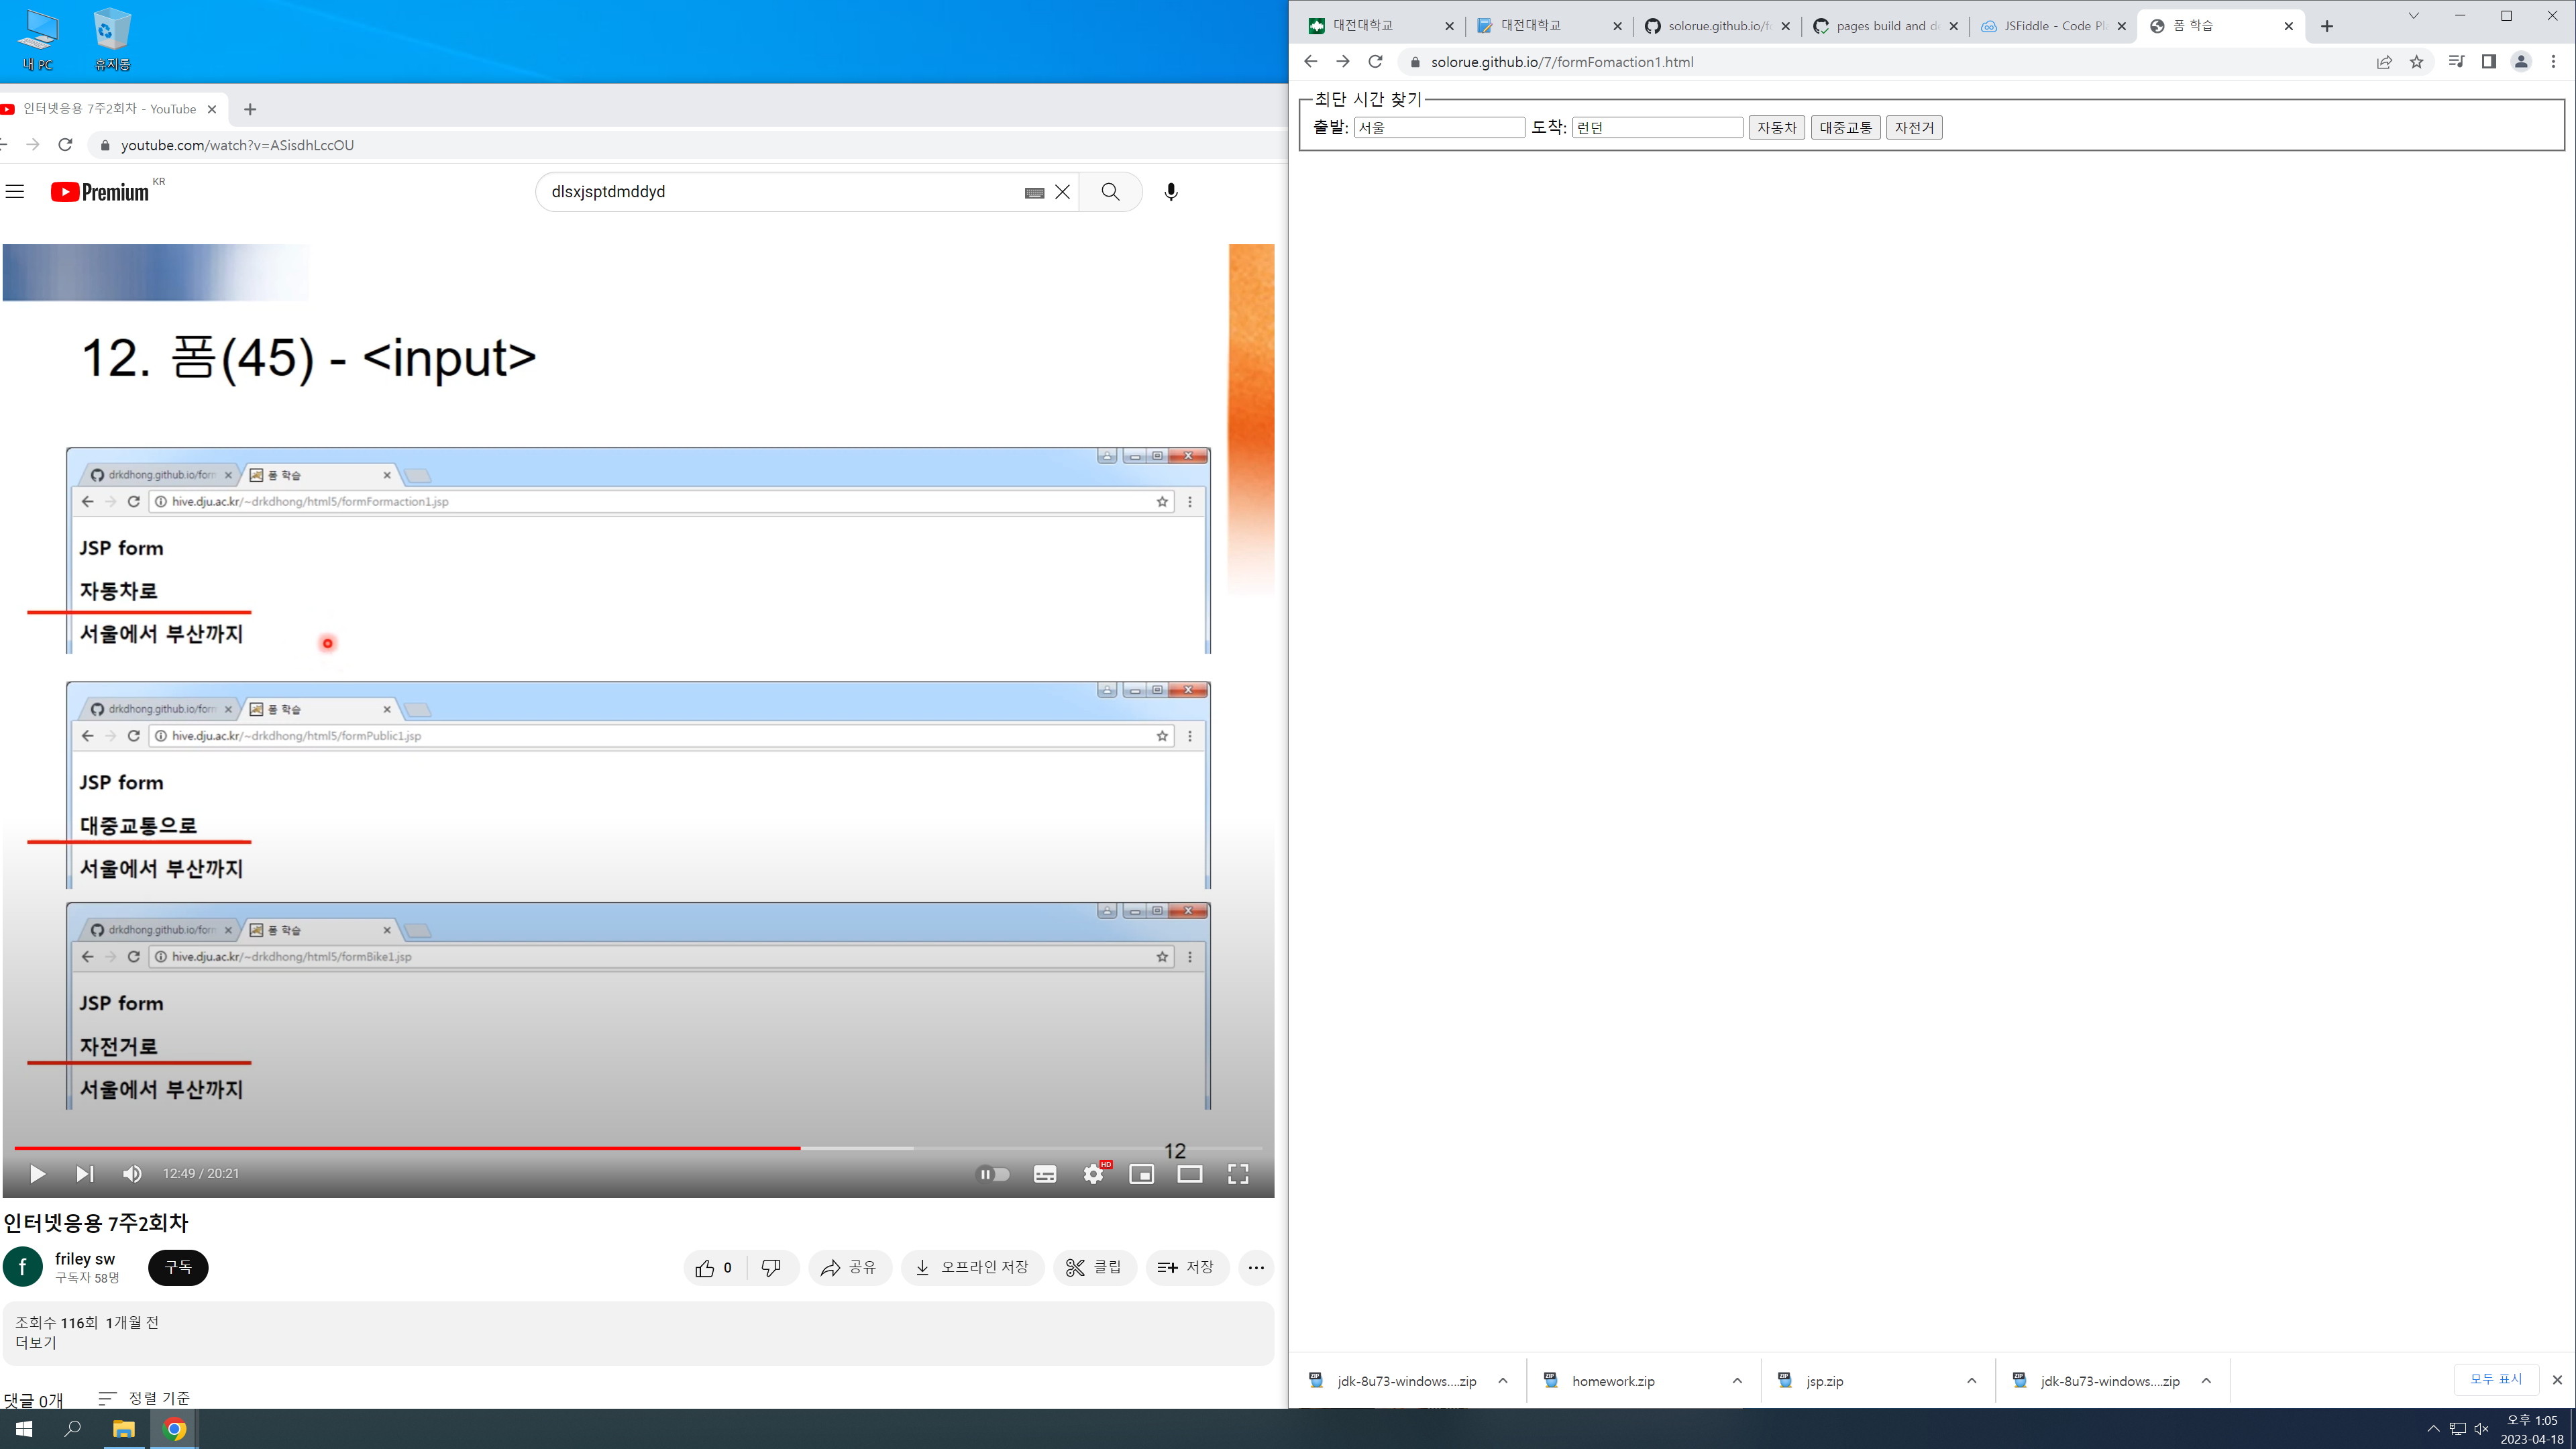 내 PC
휴지통
인터넷응용 7주2회차 - YouTube
youtube.com/watch?v=ASisdhLccOU
Premium KR
dlsxjsptdmddyd
12. 폼(45) - <input>
drkdhong.github.io/form
폼 학습
hive.dju.ac.kr/~drkdhong/html5/formFormaction1.jsp
JSP form
자동차로
서울에서 부산까지
drkdhong.github.io/form
폼 학습
hive.dju.ac.kr/~drkdhong/html5/formPublic1.jsp
JSP form
대중교통으로
서울에서 부산까지
drkdhong.github.io/form
폼 학습
hive.dju.ac.kr/~drkdhong/html5/formBike1.jsp
JSP form
자전거로
서울에서 부산까지
12
12:49 / 20:21
HD
인터넷응용 7주2회차
f
friley sw
구독자 58명
구독
0
공유
오프라인 저장
클립
저장
조회수 116회 1개월 전
더보기
댓글 0개
정렬 기준
대전대학교
대전대학교
solorue.github.io/fo
pages build and de
JSFiddle - Code Pla
폼 학습
solorue.github.io/7/formFomaction1.html
최단 시간 찾기
출발: 서울 도착: 런던 자동차 대중교통 자전거
jdk-8u73-windows....zip
homework.zip
jsp.zip
jdk-8u73-windows....zip
모두 표시
오후 1:05
2023-04-18